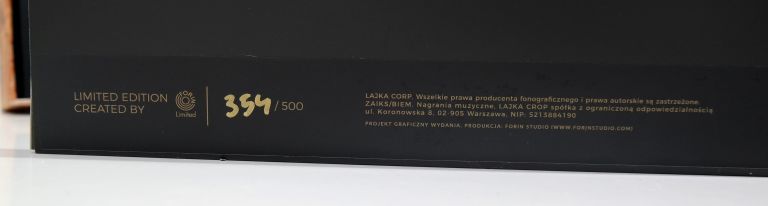 LIMITED EDITION
CREATED BY
FORIN
Limited
354 / 500
LAJKA CORP. Wszelkie prawa producenta fonograficznego i prawa autorskie są zastrzeżone.
ZAIKS/BIEM. Nagrania muzyczne, LAJKA CROP spółka z ograniczoną odpowiedzialnością
ul. Koronowska 8, 02-905 Warszawa, NIP: 5213884190
PROJEKT GRAFICZNY WYDANIA, PRODUKCJA: FORIN STUDIO (WWW.FORINSTUDIO.COM)